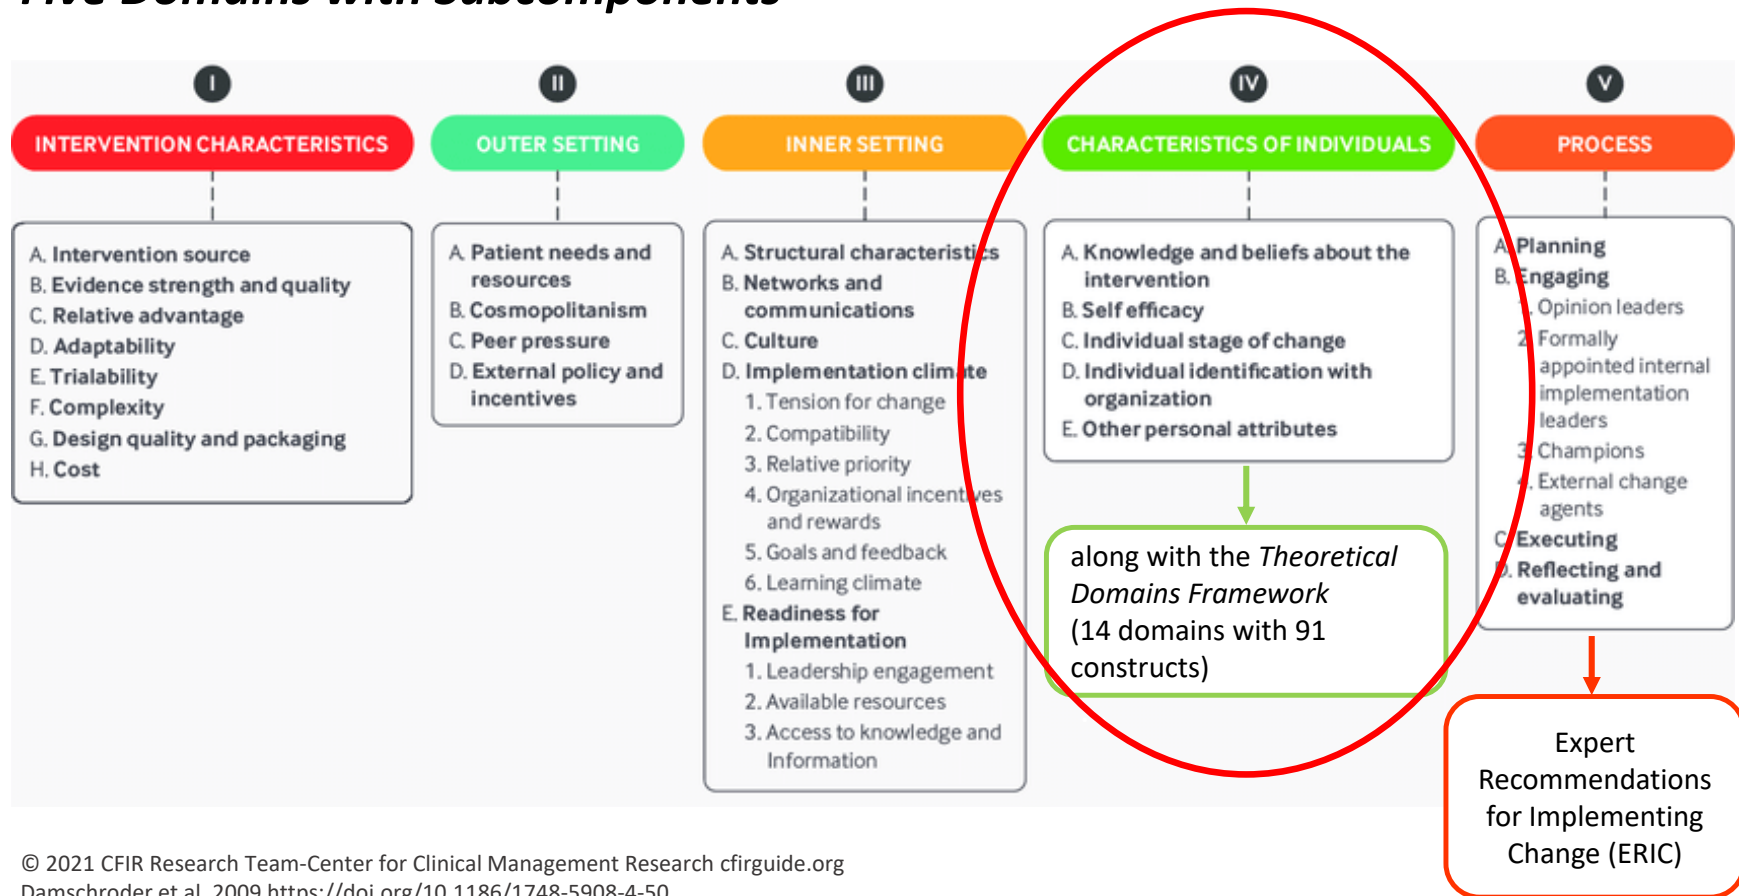 Five Domains with Subcomponents
I
INTERVENTION CHARACTERISTICS
A. Intervention source
B. Evidence strength and quality
C. Relative advantage
D. Adaptability
E. Trialability
F. Complexity
G. Design quality and packaging
H. Cost
II
OUTER SETTING
A. Patient needs and
resources
B. Cosmopolitanism
C. Peer pressure
D. External policy and
incentives
III
INNER SETTING
A. Structural characteristics
B. Networks and
communications
C. Culture
D. Implementation climate
1. Tension for change
2. Compatibility
3. Relative priority
4. Organizational incentives
and rewards
5. Goals and feedback
6. Learning climate
E. Readiness for
Implementation
1. Leadership engagement
2. Available resources
3. Access to knowledge and
Information
IV
CHARACTERISTICS OF INDIVIDUALS
A. Knowledge and beliefs about the
intervention
B. Self efficacy
C. Individual stage of change
D. Individual identification with
organization
E. Other personal attributes
along with the Theoretical
Domains Framework
(14 domains with 91
constructs)
V
PROCESS
A. Planning
B. Engaging
1. Opinion leaders
2. Formally
appointed internal
implementation
leaders
3. Champions
4. External change
agents
C. Executing
D. Reflecting and
evaluating
Expert
Recommendations
for Implementing
Change (ERIC)
© 2021 CFIR Research Team-Center for Clinical Management Research cfirguide.org
Damschroder et al. 2009 https://doi.org/10.1186/1748-5908-4-50